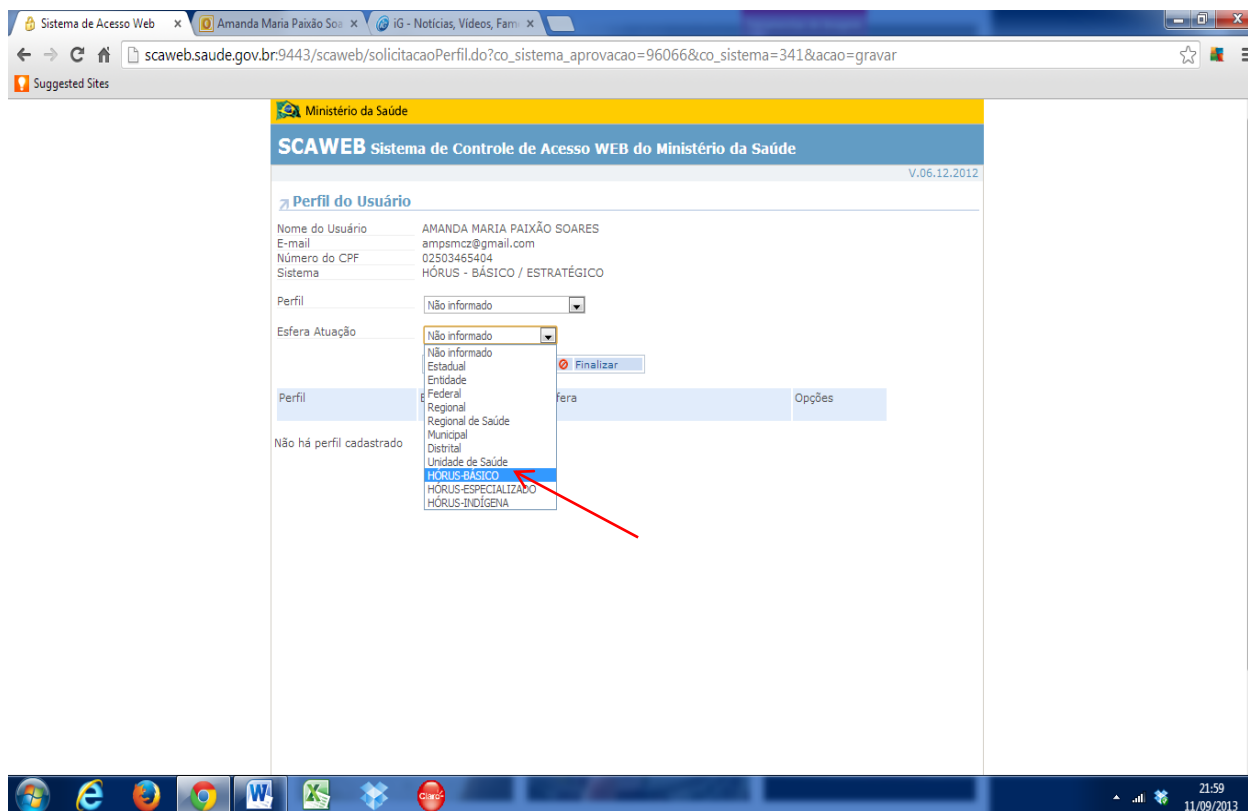 Sistema de Acesso Web
Amanda Maria Paixão Soa
iG - Notícias, Vídeos, Fam
scaweb.saude.gov.br:9443/scaweb/solicitacaoPerfil.do?co_sistema_aprovacao=96066&co_sistema=341&acao=gravar
Suggested Sites
Ministério da Saúde
SCAWEB Sistema de Controle de Acesso WEB do Ministério da Saúde
V.06.12.2012
Perfil do Usuário
Nome do Usuário AMANDA MARIA PAIXÃO SOARES
E-mail ampsmcz@gmail.com
Número do CPF 02503465404
Sistema HÓRUS - BÁSICO / ESTRATÉGICO
Perfil Não informado
Esfera Atuação Não informado
Não informado
Estadual
Entidade
Federal
Regional
Regional de Saúde
Municipal
Distrital
Unidade de Saúde
HÓRUS-BÁSICO
HÓRUS-ESPECIALIZADO
HÓRUS-INDÍGENA
Finalizar
Perfil fera Opções
Não há perfil cadastrado
Claro
21:59
11/09/2013